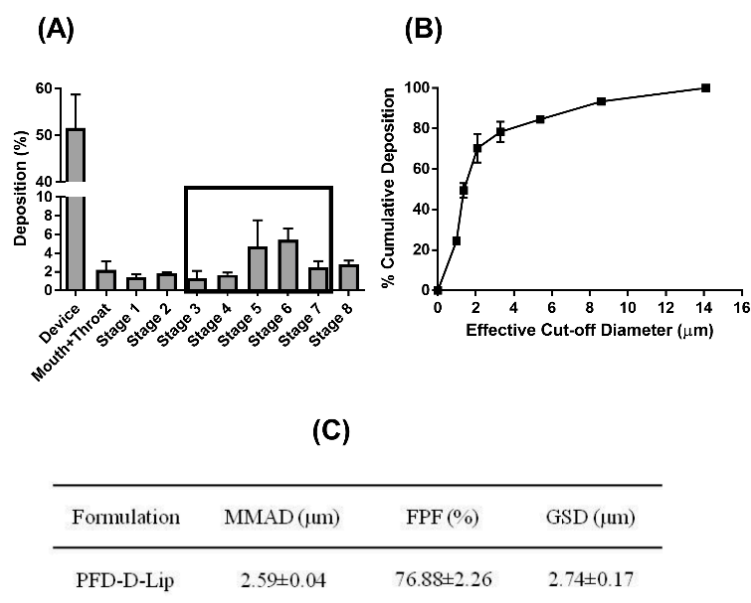 (A)
60
50
40
8
6
4
2
0
Deposition (%)
Device
Mouth+Throat
Stage 1
Stage 2
Stage 3
Stage 4
Stage 5
Stage 6
Stage 7
Stage 8
(B)
100
80
60
40
20
0
% Cumulative Deposition
0 2 4 6 8 10 12 14 16
Effective Cut-off Diameter (μm)
(C)
Formulation MMAD (μm) FPF (%) GSD (μm)
PFD-D-Lip 2.59±0.04 76.88±2.26 2.74±0.17